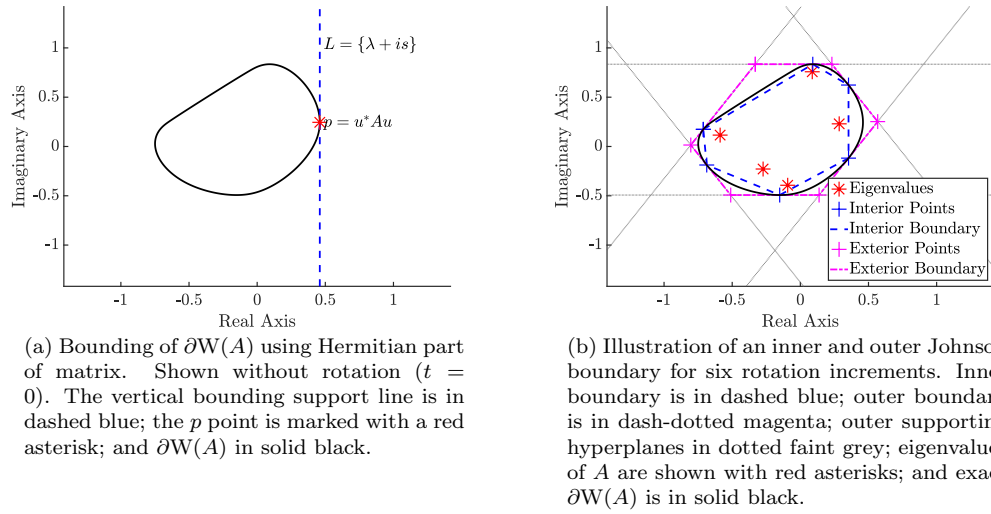 1
0.5
0
-0.5
-1
Imaginary Axis
-1
-0.5
0
0.5
1
Real Axis
L = {λ + is}
p = u*Au
1
0.5
0
-0.5
-1
Imaginary Axis
-1
-0.5
0
0.5
1
Real Axis
Eigenvalues
Interior Points
Interior Boundary
Exterior Points
Exterior Boundary
(a) Bounding of ∂W(A) using Hermitian part
of matrix. Shown without rotation (t =
0). The vertical bounding support line is in
dashed blue; the p point is marked with a red
asterisk; and ∂W(A) in solid black.
(b) Illustration of an inner and outer Johnso
boundary for six rotation increments. Inne
boundary is in dashed blue; outer boundar
is in dash-dotted magenta; outer supportin
hyperplanes in dotted faint grey; eigenvalue
of A are shown with red asterisks; and exac
∂W(A) is in solid black.